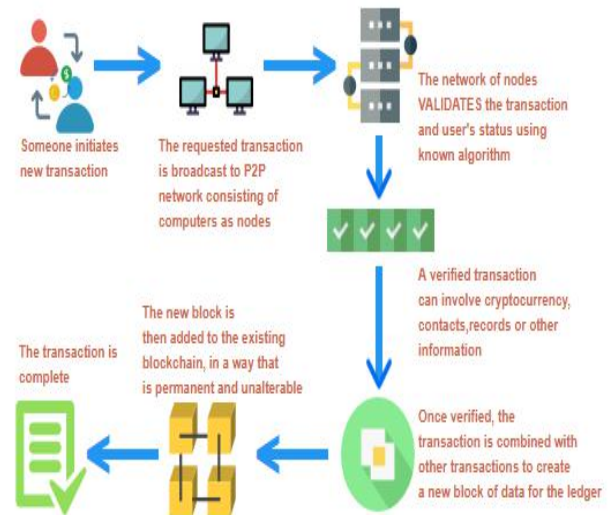 Someone initiates
new transaction
The requested transaction
is broadcast to P2P
network consisting of
computers as nodes
The network of nodes
VALIDATES the transaction
and user's status using
known algorithm
A verified transaction
can involve cryptocurrency,
contacts,records or other
information
Once verified, the
transaction is combined with
other transactions to create
a new block of data for the ledger
The new block is
then added to the existing
blockchain, in a way that
is permanent and unalterable
The transaction is
complete